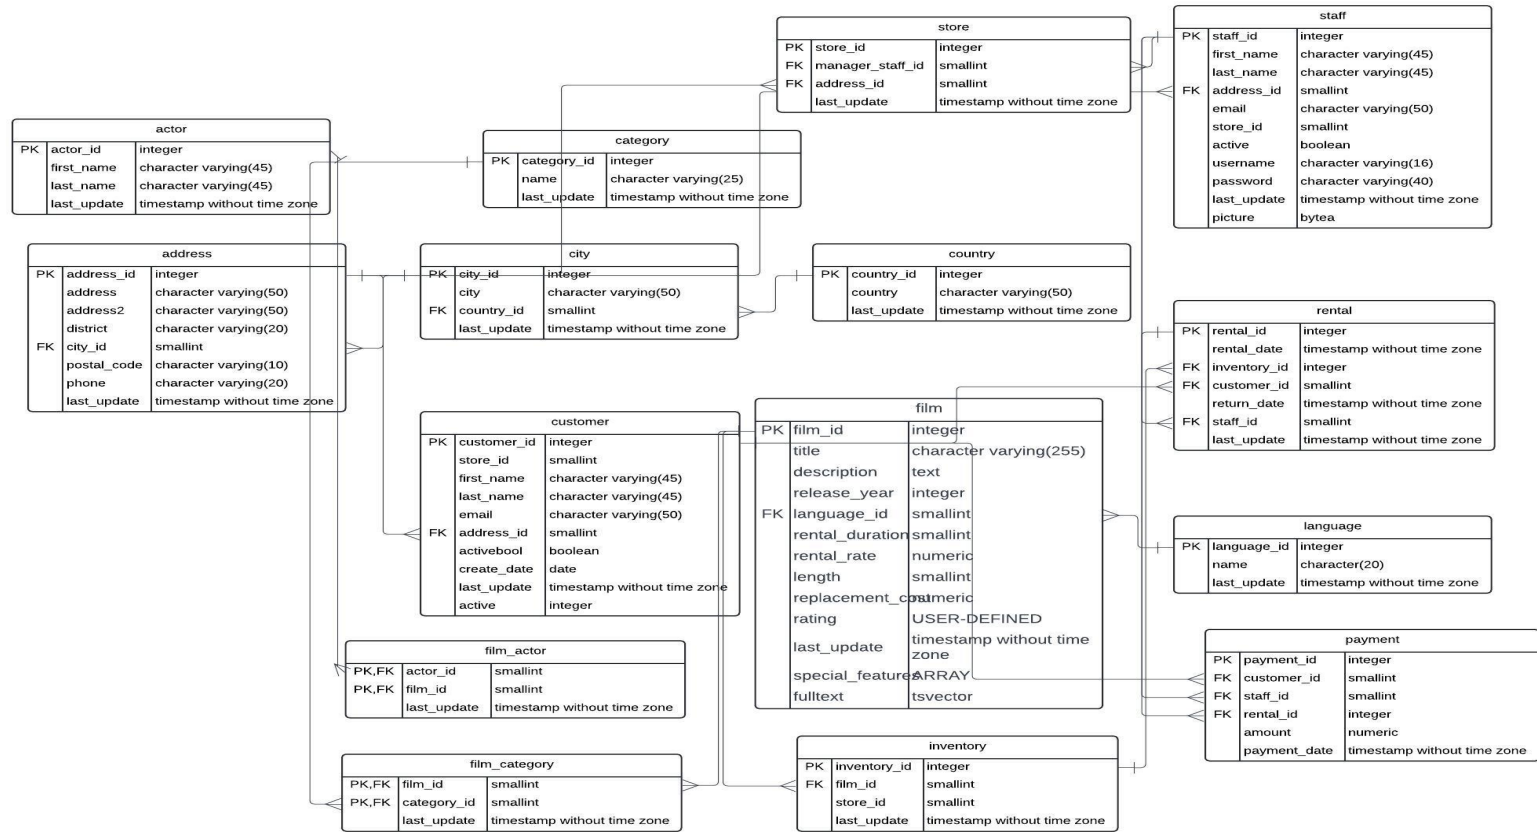 store
PK store_id integer
FK manager_staff_id smallint
FK address_id smallint
last_update timestamp without time zone
staff
PK staff_id integer
first_name character varying(45)
last_name character varying(45)
FK address_id smallint
email character varying(50)
store_id smallint
active boolean
username character varying(16)
password character varying(40)
last_update timestamp without time zone
picture bytea
actor
PK actor_id integer
first_name character varying(45)
last_name character varying(45)
last_update timestamp without time zone
category
PK category_id integer
name character varying(25)
last_update timestamp without time zone
address
PK address_id integer
address character varying(50)
address2 character varying(50)
district character varying(20)
FK city_id smallint
postal_code character varying(10)
phone character varying(20)
last_update timestamp without time zone
city
PK city_id integer
city character varying(50)
FK country_id smallint
last_update timestamp without time zone
country
PK country_id integer
country character varying(50)
last_update timestamp without time zone
rental
PK rental_id integer
rental_date timestamp without time zone
FK inventory_id integer
FK customer_id smallint
return_date timestamp without time zone
FK staff_id smallint
last_update timestamp without time zone
customer
PK customer_id integer
store_id smallint
first_name character varying(45)
last_name character varying(45)
email character varying(50)
FK address_id smallint
activebool boolean
create_date date
last_update timestamp without time zone
active integer
film
PK film_id integer
title character varying(255)
description text
release_year integer
FK language_id smallint
rental_duration smallint
rental_rate numeric
length smallint
replacement_cost numeric
rating USER-DEFINED
last_update timestamp without time
zone
special_features ARRAY
fulltext tsvector
language
PK language_id integer
name character(20)
last_update timestamp without time zone
film_actor
PK,FK actor_id smallint
PK,FK film_id smallint
last_update timestamp without time zone
payment
PK payment_id integer
FK customer_id smallint
FK staff_id smallint
FK rental_id integer
amount numeric
payment_date timestamp without time zone
film_category
PK,FK film_id smallint
PK,FK category_id smallint
last_update timestamp without time zone
inventory
PK inventory_id integer
FK film_id smallint
store_id smallint
last_update timestamp without time zone